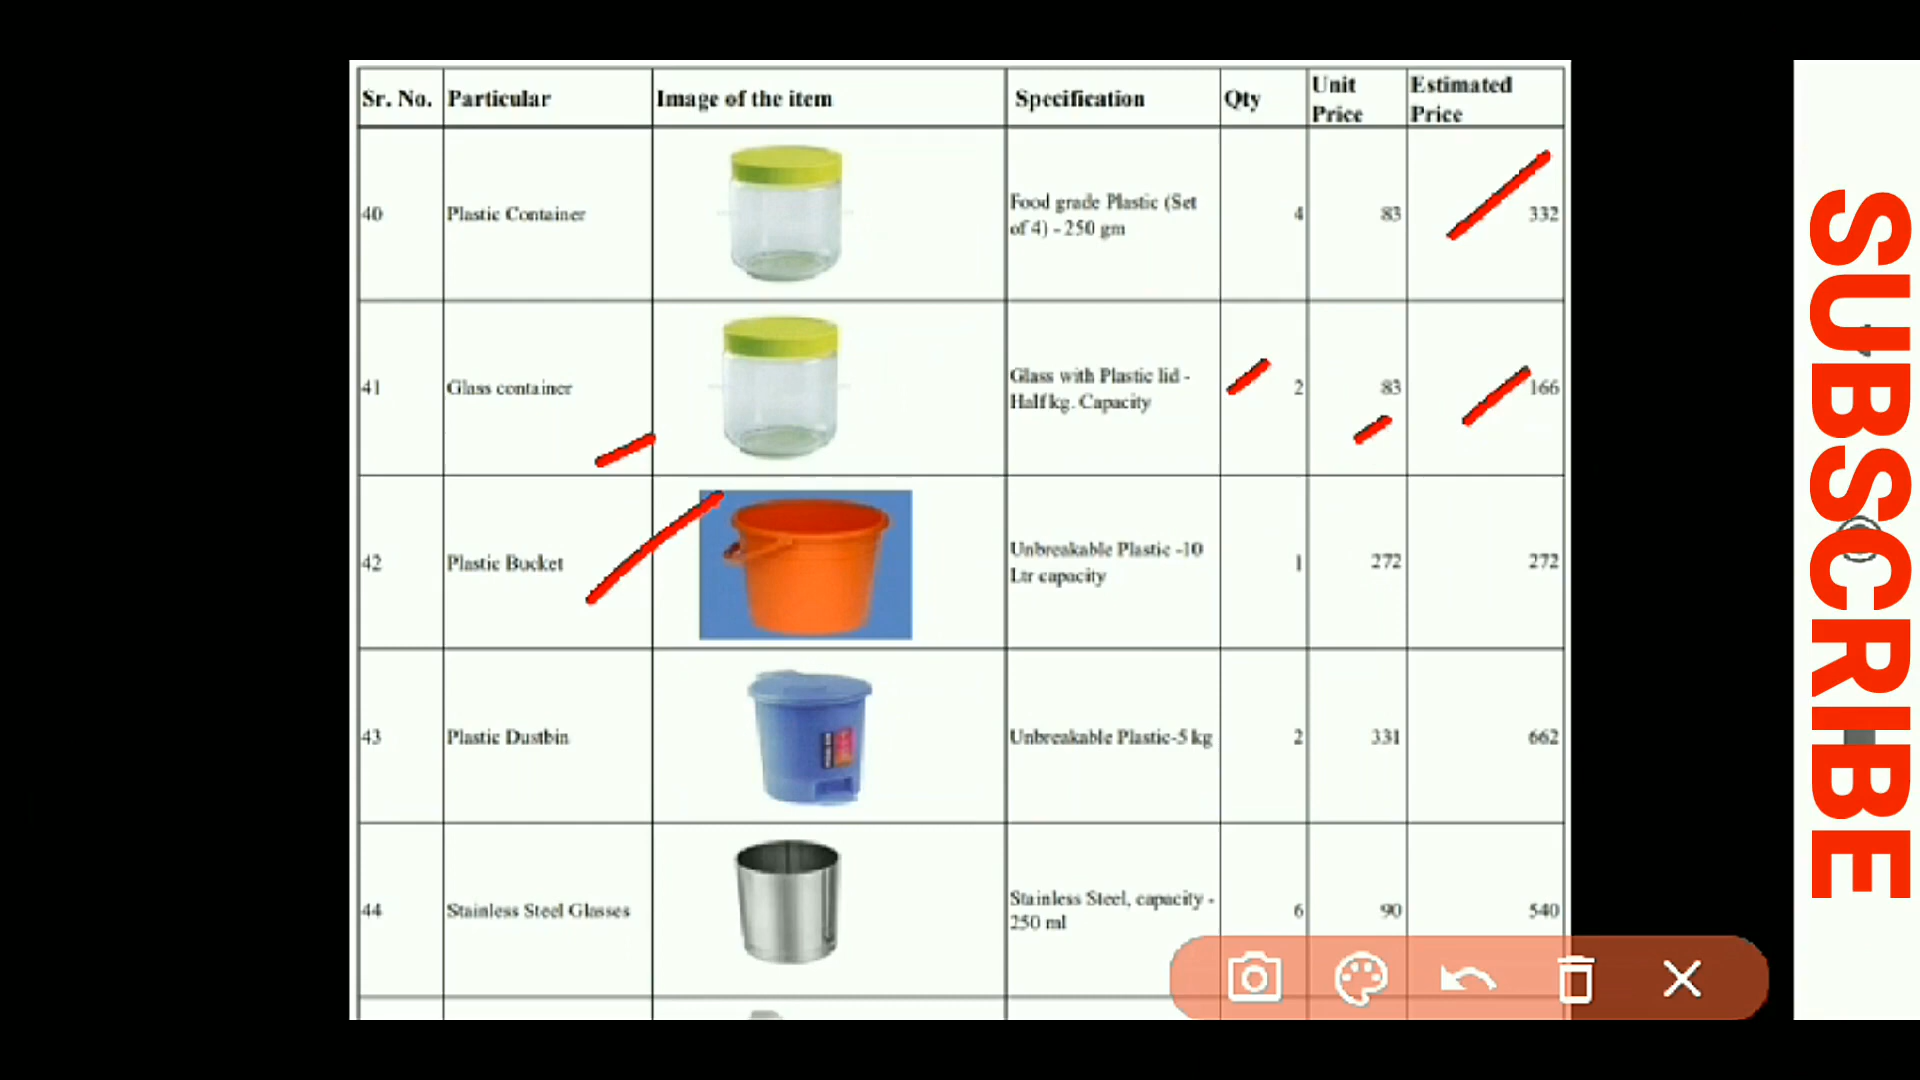 Sr. No. Particular Image of the item Specification Qty Unit Price Estimated Price
40 Plastic Container Food grade Plastic (Set of 4) - 250 gm 4 83 332
41 Glass container Glass with Plastic lid - Half kg. Capacity 2 83 166
42 Plastic Bucket Unbreakable Plastic -10 Ltr capacity 1 272 272
43 Plastic Dustbin Unbreakable Plastic-5 kg 2 331 662
44 Stainless Steel Glasses Stainless Steel, capacity - 250 ml 6 90 540
SUBSCRIBE